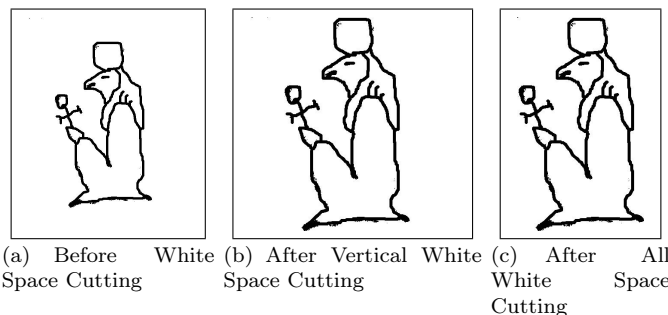 (a) Before White
Space Cutting
(b) After Vertical White
Space Cutting
(c) After All
White Space
Cutting